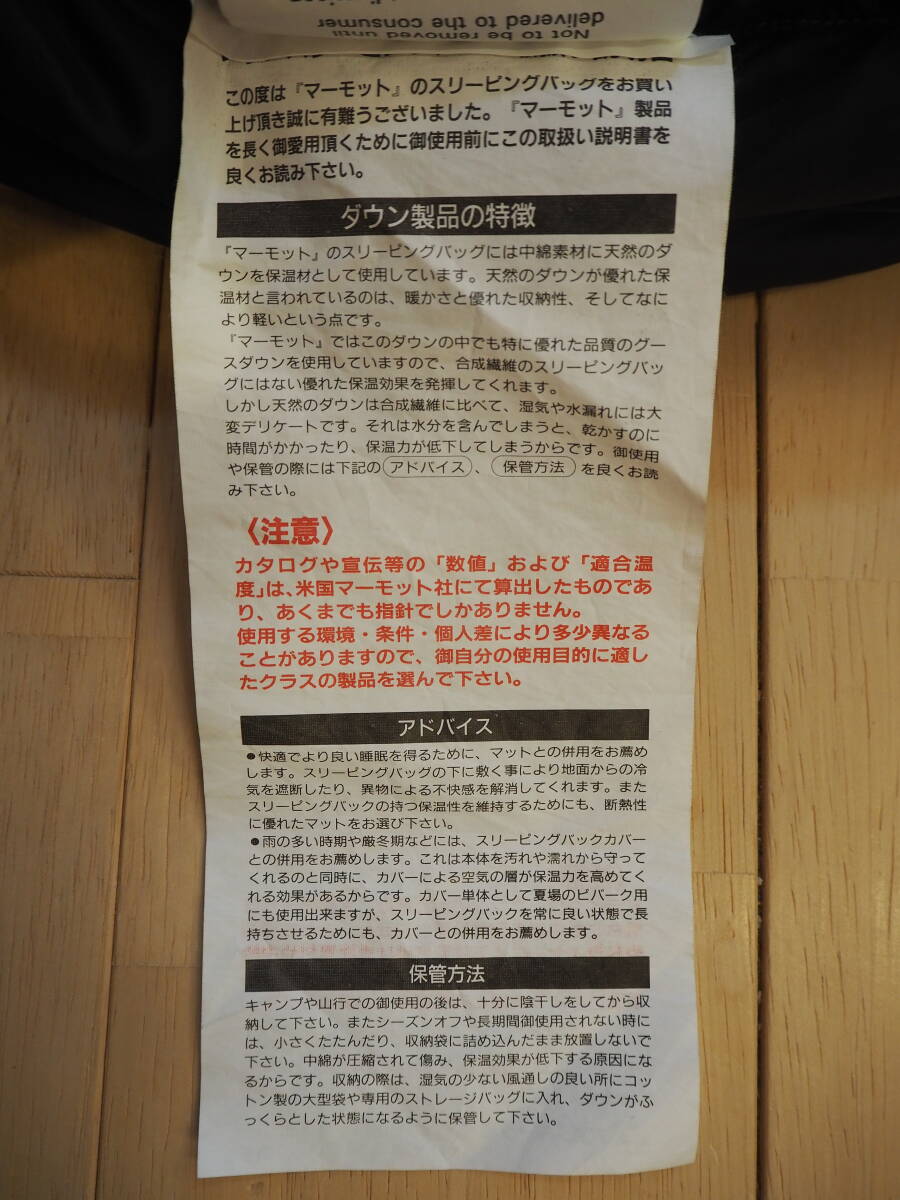 Not to be removed until
delivered to the consumer
この度は『マーモット』のスリーピングバッグをお買い
上げ頂き誠に有難うございました。『マーモット』製品
を長く御愛用頂くために御使用前にこの取扱い説明書を
良くお読み下さい。
ダウン製品の特徴
『マーモット』のスリーピングバッグには中綿素材に天然のダ
ウンを保温材として使用しています。天然のダウンが優れた保
温材と言われているのは、暖かさと優れた収納性、そしてなに
より軽いという点です。
『マーモット』ではこのダウンの中でも特に優れた品質のグー
スダウンを使用していますので、合成繊維のスリーピングバッ
グにはない優れた保温効果を発揮してくれます。
しかし天然のダウンは合成繊維に比べて、湿気や水漏れには大
変デリケートです。それは水分を含んでしまうと、乾かすのに
時間がかかったり、保温力が低下してしまうからです。御使用
や保管の際には下記の アドバイス 、 保管方法 を良くお読
み下さい。
〈注意〉
カタログや宣伝等の「数値」および「適合温
度」は、米国マーモット社にて算出したものであ
り、あくまでも指針でしかありません。
使用する環境・条件・個人差により多少異なる
ことがありますので、御自分の使用目的に適し
たクラスの製品を選んで下さい。
アドバイス
●快適でより良い睡眠を得るために、マットとの併用をお薦め
します。スリーピングバッグの下に敷く事により地面からの冷
気を遮断したり、異物による不快感を解消してくれます。また
スリーピングバックの持つ保温性を維持するためにも、断熱性
に優れたマットをお選び下さい。
●雨の多い時期や厳冬期などには、スリーピングバックカバー
との併用をお薦めします。これは本体を汚れや濡れから守って
くれるのと同時に、カバーによる空気の層が保温力を高めてく
れる効果があるからです。カバー単体として夏場のビバーク用
にも使用出来ますが、スリーピングバックを常に良い状態で長
持ちさせるためにも、カバーとの併用をお薦めします。
保管方法
キャンプや山行での御使用の後は、十分に陰干しをしてから収
納して下さい。またシーズンオフや長期間御使用されない時に
は、小さくたたんだり、収納袋に詰め込んだまま放置しないで
下さい。中綿が圧縮されて傷み、保温効果が低下する原因にな
るからです。収納の際は、湿気の少ない風通しの良い所にコッ
トン製の大型袋や専用のストレージバッグに入れ、ダウンがふ
っくらとした状態になるように保管して下さい。